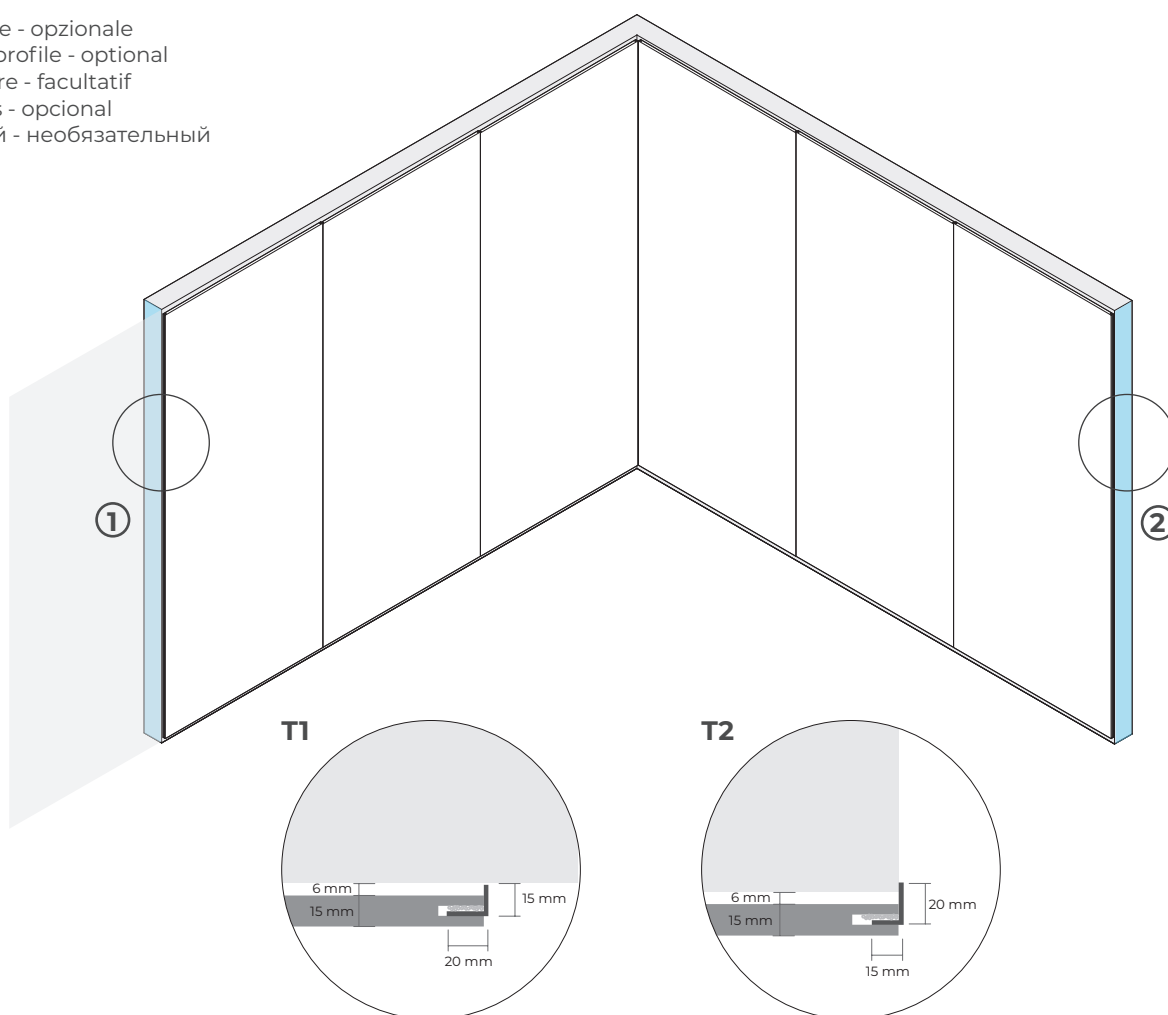 e - opzionale
profile - optional
re - facultatif
s - opcional
й - необязательный
1
2
T1
T2
6 mm
15 mm
15 mm
20 mm
6 mm
15 mm
20 mm
15 mm